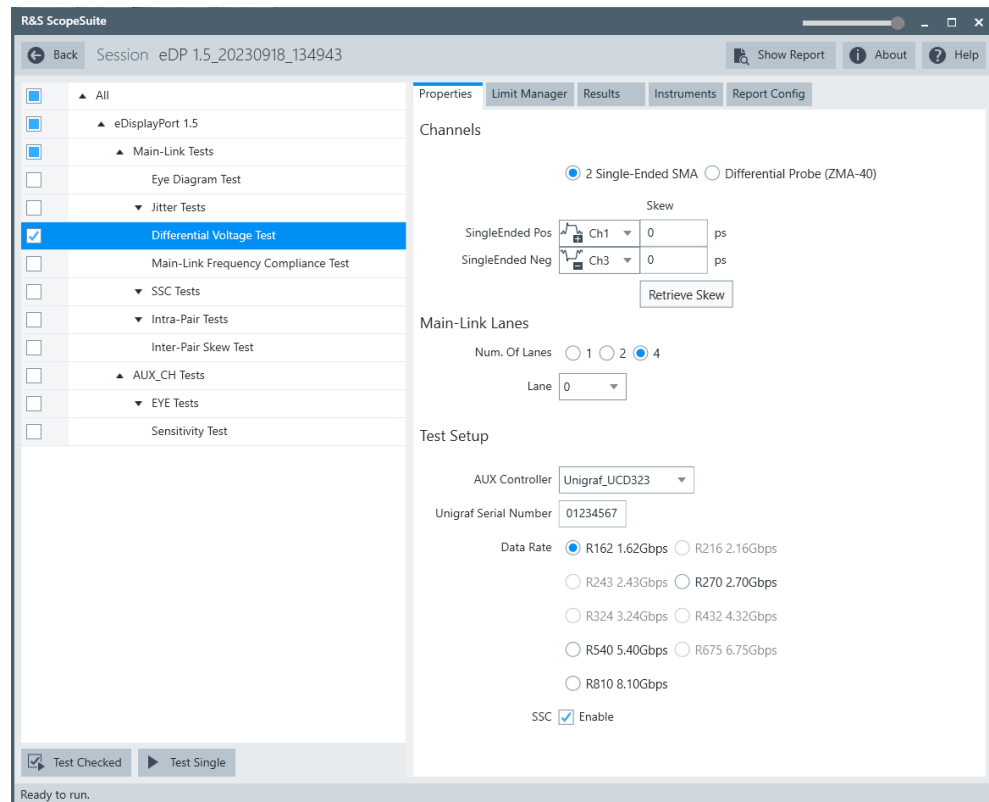 R&S ScopeSuite
Back Session eDP 1.5_20230918_134943 Show Report About Help
All
eDisplayPort 1.5
Main-Link Tests
Eye Diagram Test
Jitter Tests
Differential Voltage Test
Main-Link Frequency Compliance Test
SSC Tests
Intra-Pair Tests
Inter-Pair Skew Test
AUX_CH Tests
EYE Tests
Sensitivity Test
Properties Limit Manager Results Instruments Report Config
Channels
2 Single-Ended SMA Differential Probe (ZMA-40)
Skew
SingleEnded Pos Ch1 0 ps
SingleEnded Neg Ch3 0 ps
Retrieve Skew
Main-Link Lanes
Num. Of Lanes 1 2 4
Lane 0
Test Setup
AUX Controller Unigraf_UCD323
Unigraf Serial Number 01234567
Data Rate R162 1.62Gbps R216 2.16Gbps
R243 2.43Gbps R270 2.70Gbps
R324 3.24Gbps R432 4.32Gbps
R540 5.40Gbps R675 6.75Gbps
R810 8.10Gbps
SSC Enable
Test Checked Test Single
Ready to run.